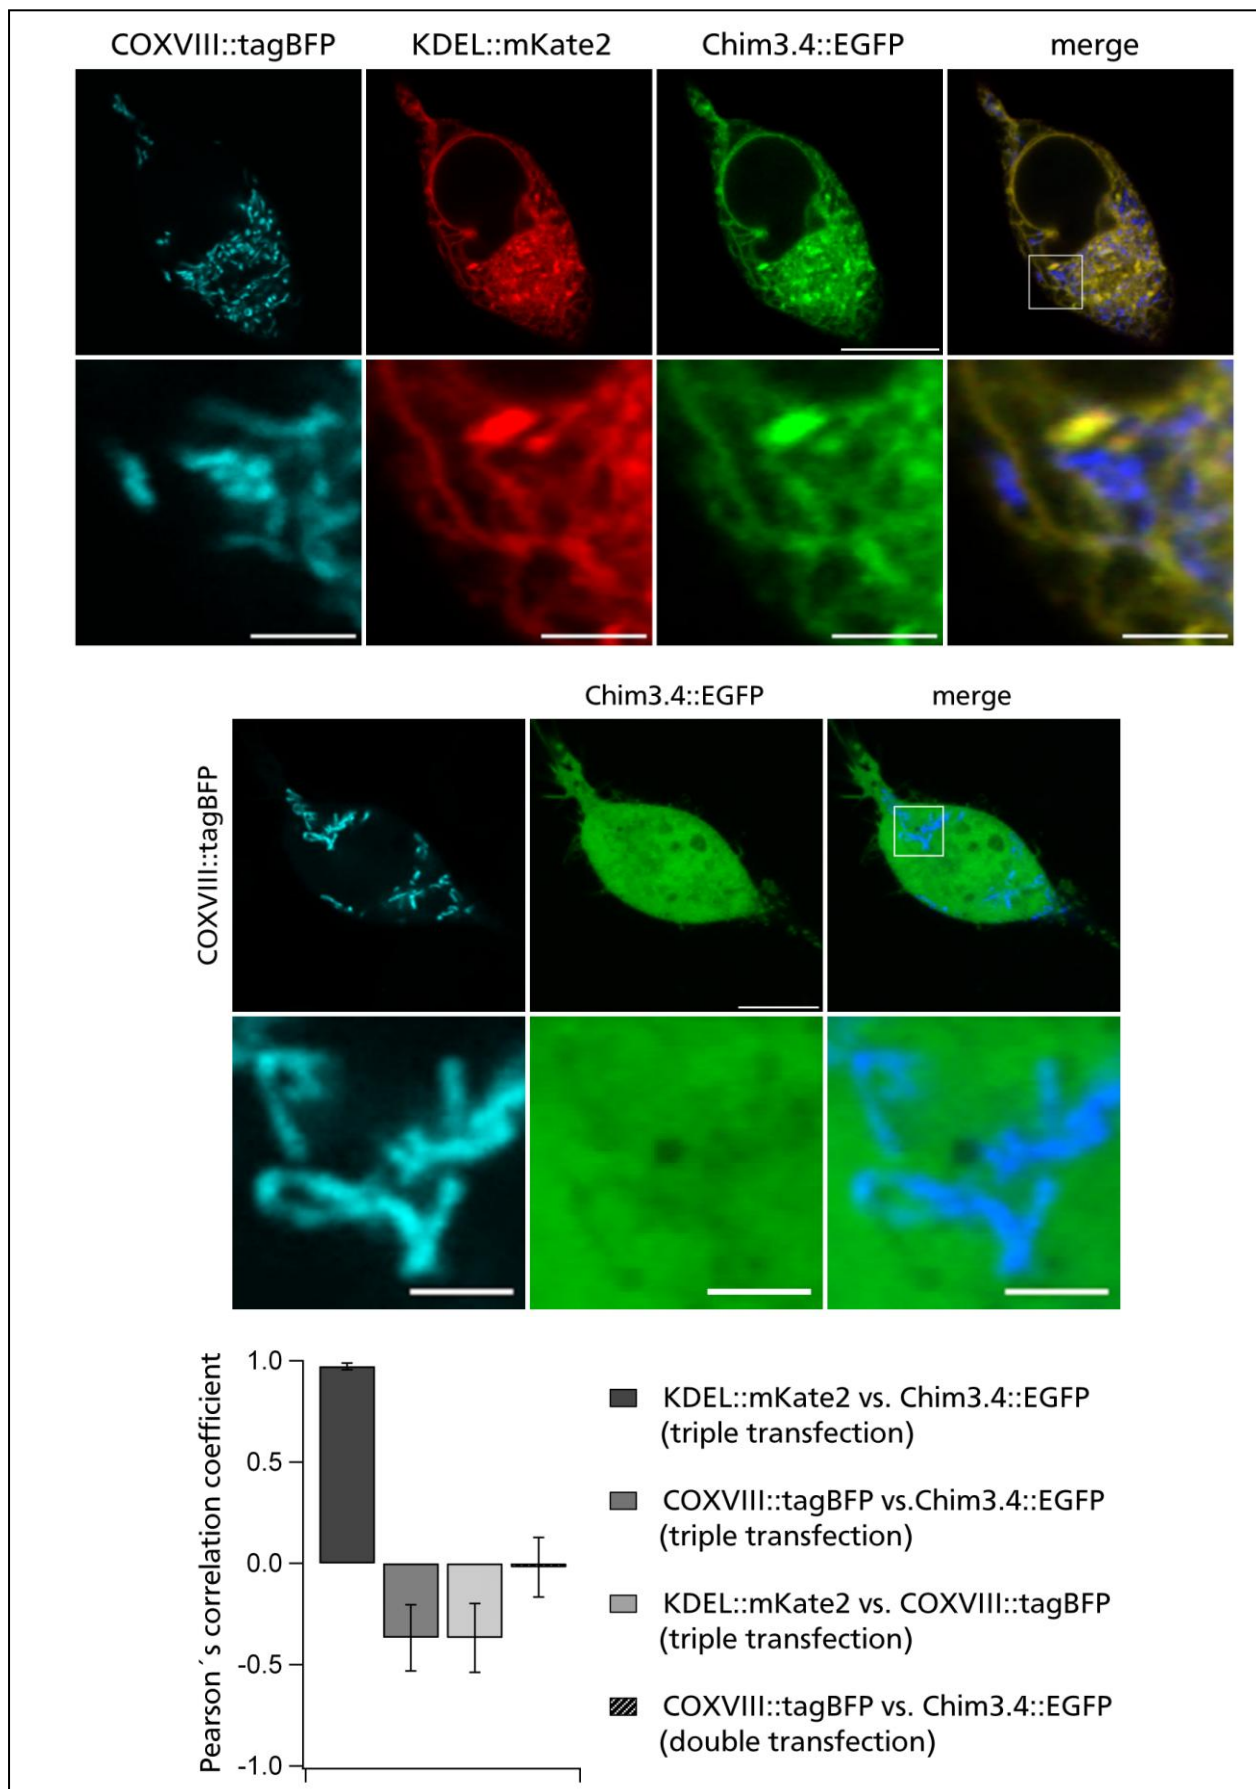 COXVIII::tagBFP
KDEL::mKate2
Chim3.4::EGFP
merge
Chim3.4::EGFP
merge
COXVIII::tagBFP
Pearson´s correlation coefficient
1.0
0.5
0.0
-0.5
-1.0
KDEL::mKate2 vs. Chim3.4::EGFP
(triple transfection)
COXVIII::tagBFP vs.Chim3.4::EGFP
(triple transfection)
KDEL::mKate2 vs. COXVIII::tagBFP
(triple transfection)
COXVIII::tagBFP vs. Chim3.4::EGFP
(double transfection)